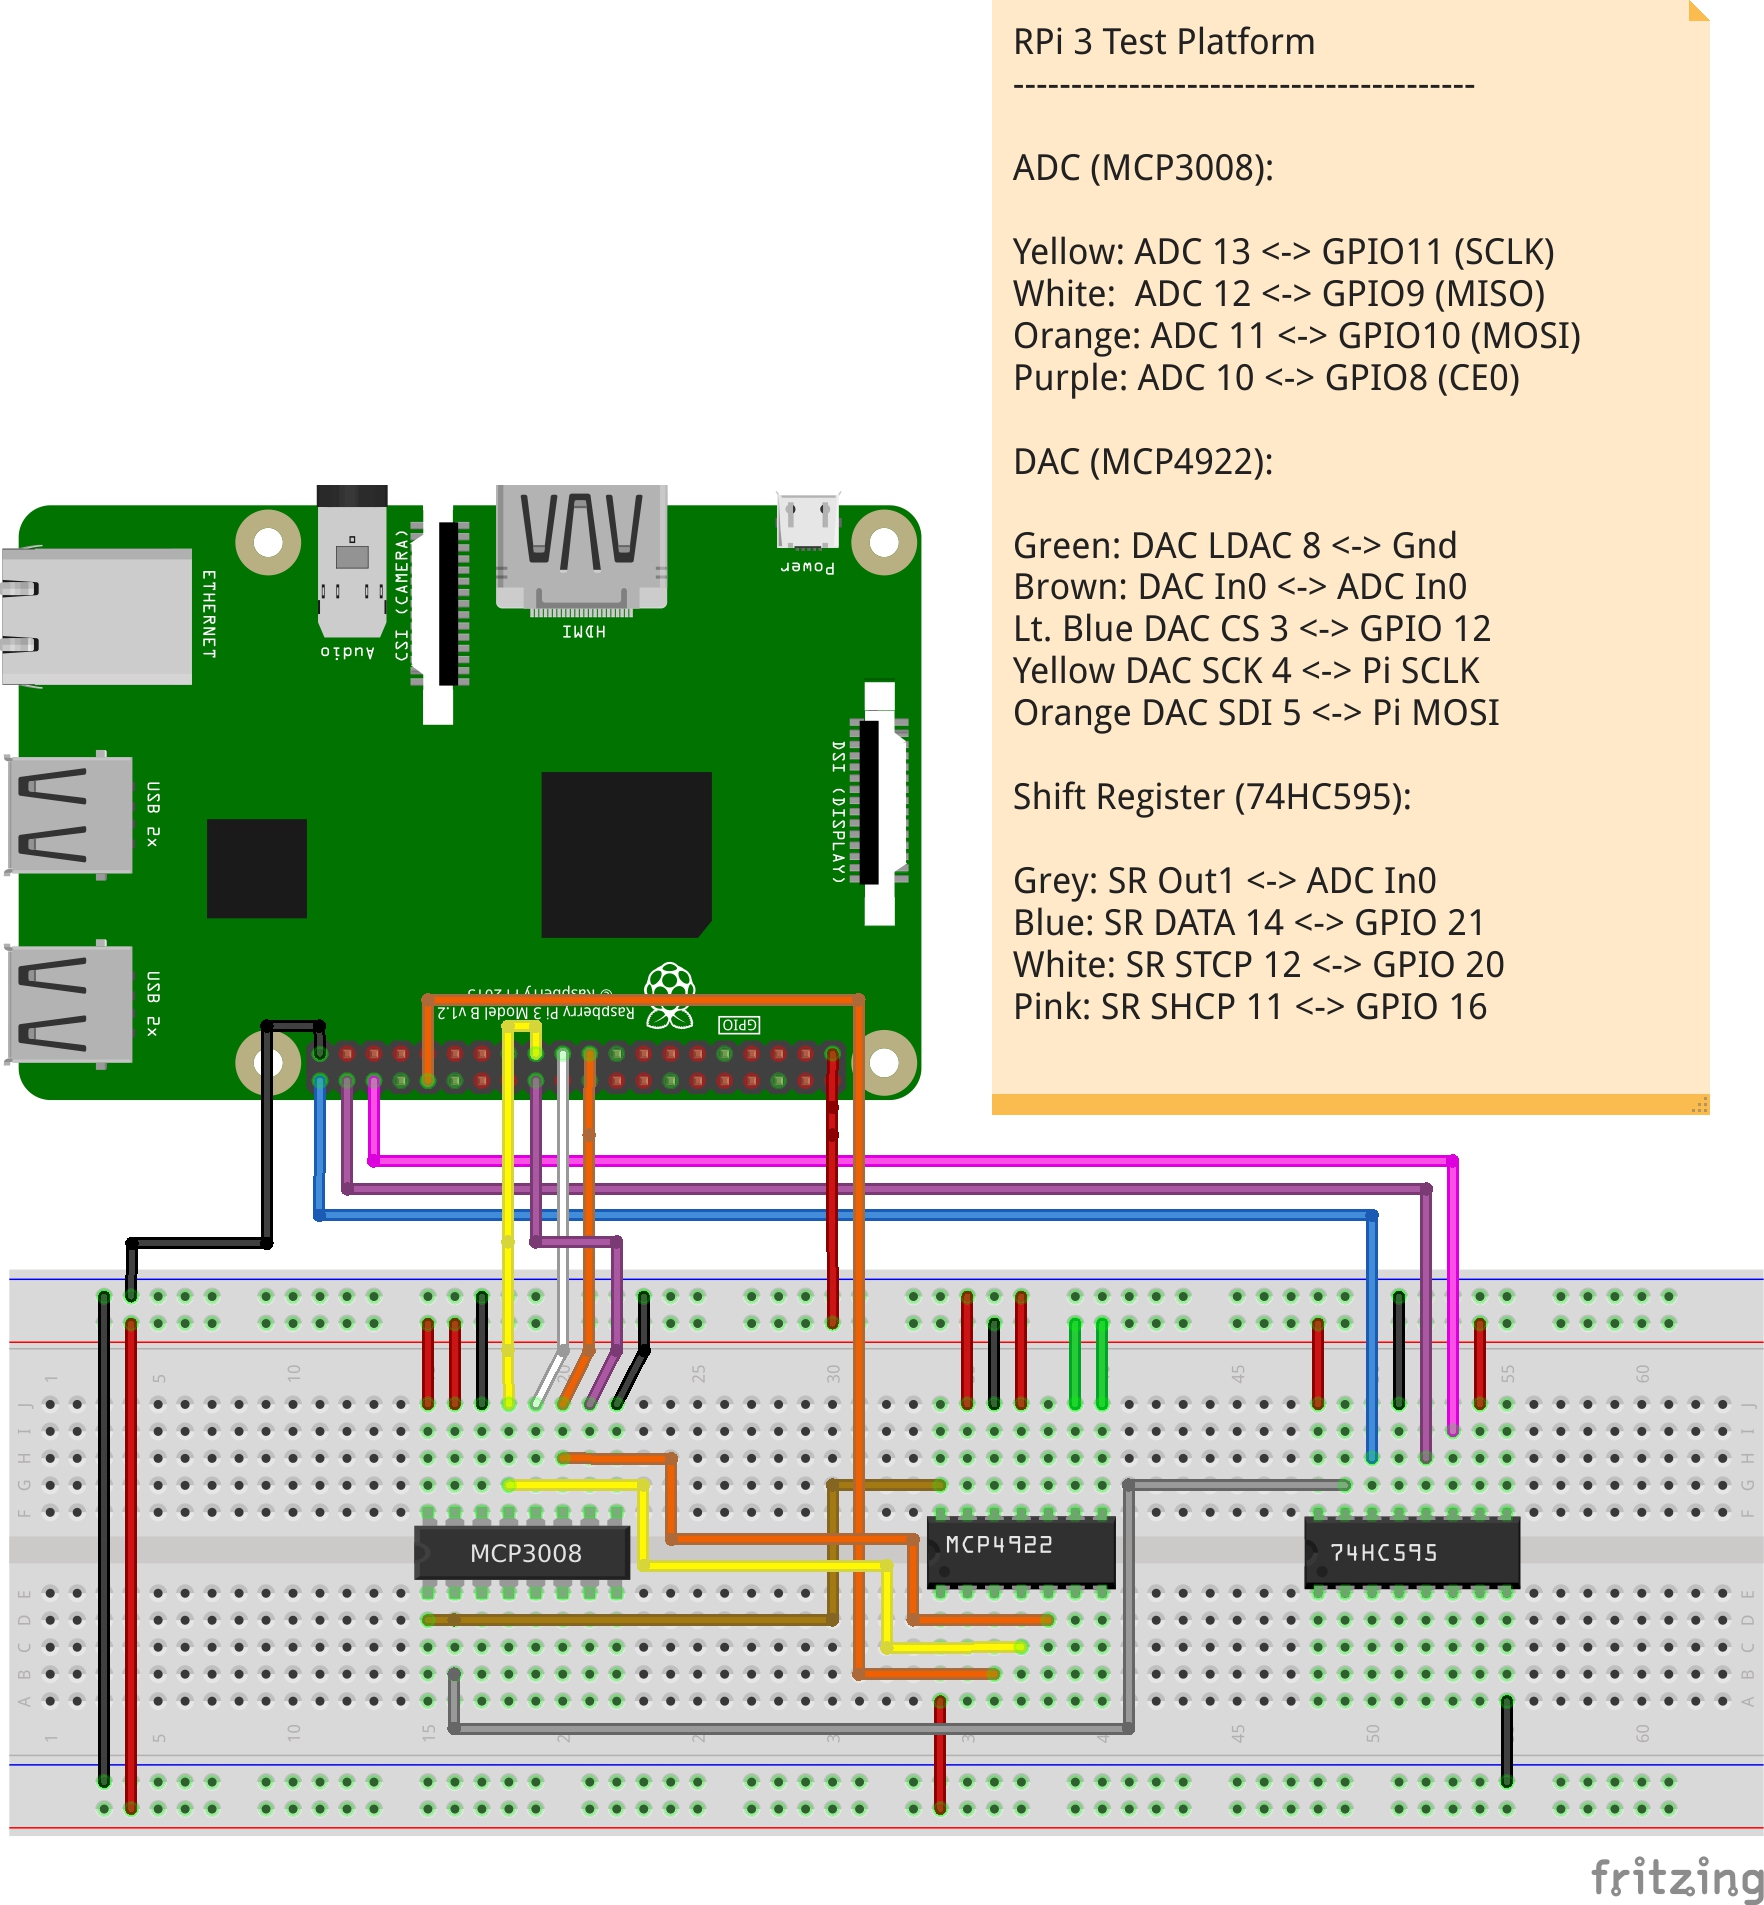 RPi 3 Test Platform
----------------------------------------
ADC (MCP3008):
Yellow: ADC 13 <-> GPIO11 (SCLK)
White:  ADC 12 <-> GPIO9 (MISO)
Orange: ADC 11 <-> GPIO10 (MOSI)
Purple: ADC 10 <-> GPIO8 (CE0)
DAC (MCP4922):
Green: DAC LDAC 8 <-> Gnd
Brown: DAC In0 <-> ADC In0
Lt. Blue DAC CS 3 <-> GPIO 12
Yellow DAC SCK 4 <-> Pi SCLK
Orange DAC SDI 5 <-> Pi MOSI
Shift Register (74HC595):
Grey: SR Out1 <-> ADC In0
Blue: SR DATA 14 <-> GPIO 21
White: SR STCP 12 <-> GPIO 20
Pink: SR SHCP 11 <-> GPIO 16
ETHERNET
Audio
CSI (CAMERA)
HDMI
Power
DSI (DISPLAY)
USB 2x
USB 2x
© Raspberry Pi 2015
Raspberry Pi 3 Model B v1.2
GPIO
1 5 10 20 25 30 45 55 60
J J
I I
H H
G G
F F
MCP3008
MCP4922
74HC595
E E
D D
C C
B B
A A
1 5 10 15 45 50 60
fritzing